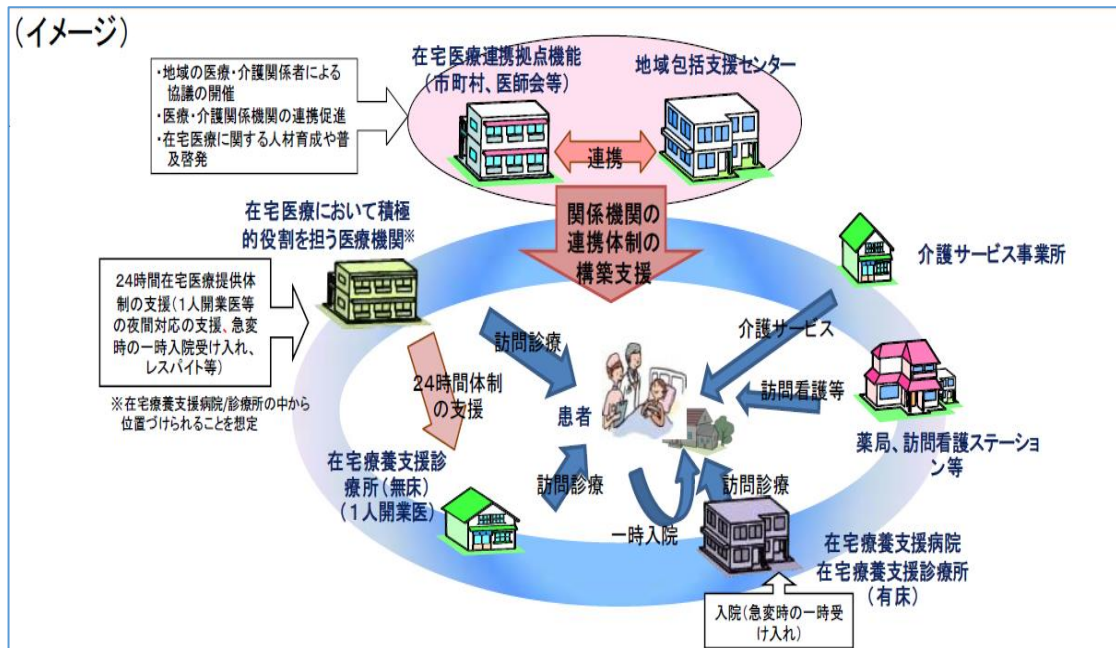 (イメージ)
・地域の医療・介護関係者による
協議の開催
・医療・介護関係機関の連携促進
・在宅医療に関する人材育成や普
及啓発
在宅医療連携拠点機能
(市町村、医師会等)
地域包括支援センター
連携
関係機関の
連携体制の
構築支援
在宅医療において積極
的役割を担う医療機関※
24時間在宅医療提供体
制の支援(1人開業医等
の夜間対応の支援、急変
時の一時入院受け入れ、
レスパイト等)
※在宅療養支援病院/診療所の中から
位置づけられることを想定
介護サービス事業所
訪問診療
介護サービス
24時間体制
の支援
訪問看護等
患者
薬局、訪問看護ステーショ
ン等
在宅療養支援診
療所(無床)
(1人開業医)
訪問診療
訪問診療
一時入院
在宅療養支援病院
在宅療養支援診療所
(有床)
入院(急変時の一時受
け入れ)